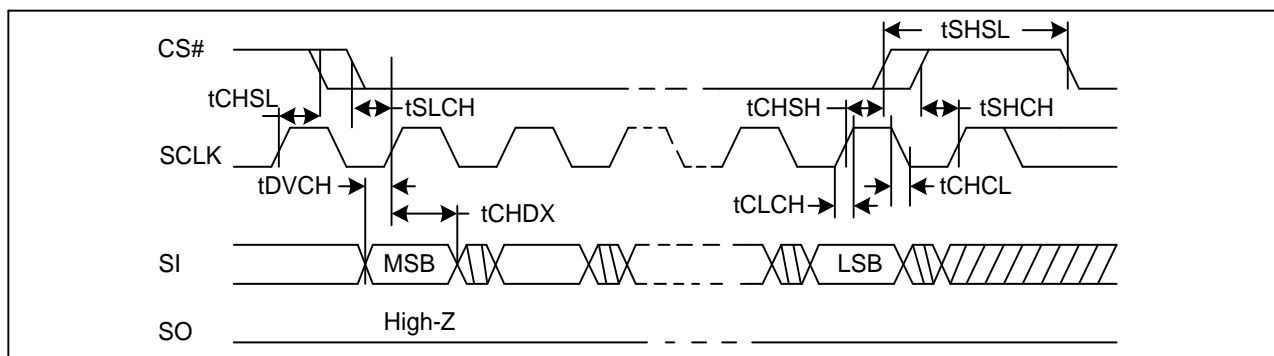 CS#
tSHSL
tCHSL
tSLCH
tCHSH
tSHCH
SCLK
tDVCH
tCHDX
tCLCH
tCHCL
SI
MSB
LSB
SO
High-Z